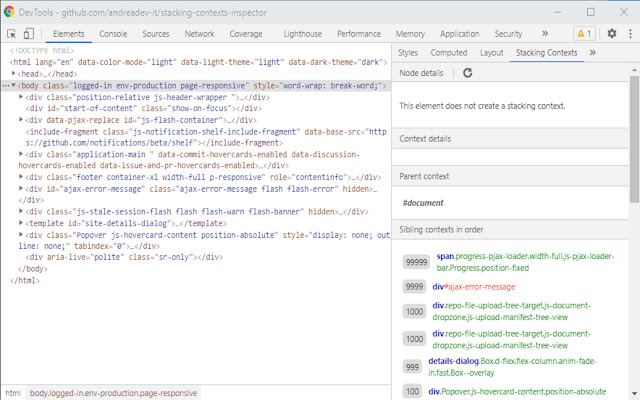 DevTools - github.com/andreadev-it/stacking-contexts-inspector
Elements Console Sources Network Coverage Lighthouse Performance Memory Application Security » 1
<!DOCTYPE html>
<html lang="en" data-color-mode="light" data-light-theme="light" data-dark-theme="dark">
<head>…</head>
<body class="logged-in env-production page-responsive" style="word-wrap: break-word;">
<div class="position-relative js-header-wrapper ">…</div>
<div id="start-of-content" class="show-on-focus"></div>
<div data-pjax-replace id="js-flash-container">…</div>
<include-fragment class="js-notification-shelf-include-fragment" data-base-src="http
s://github.com/notifications/beta/shelf"></include-fragment>
<div class="application-main " data-commit-hovercards-enabled data-discussion-
hovercards-enabled data-issue-and-pr-hovercards-enabled>…</div>
<div class="footer container-xl width-full p-responsive" role="contentinfo">…</div>
<div id="ajax-error-message" class="ajax-error-message flash flash-error" hidden>…
</div>
<div class="js-stale-session-flash flash flash-warn flash-banner" hidden>…</div>
<template id="site-details-dialog">…</template>
<div class="Popover js-hovercard-content position-absolute" style="display: none; out
line: none;" tabindex="0">…</div>
<div aria-live="polite" class="sr-only"></div>
</body>
</html>
html body.logged-in.env-production.page-responsive
Styles Computed Layout Stacking Contexts »
Node details
This element does not create a stacking context.
Context details
Parent context
#document
Sibling contexts in order
99999 span.progress-pjax-loader.width-full.js-pjax-loader-
bar.Progress.position-fixed
9999 div#ajax-error-message
1000 div.repo-file-upload-tree-target.js-document-
dropzone.js-upload-manifest-tree-view
1000 div.repo-file-upload-tree-target.js-document-
dropzone.js-upload-manifest-tree-view
999 details-dialog.Box.d-flex.flex-column.anim-fade-
in.fast.Box--overlay
100 div.Popover.js-hovercard-content.position-absolute